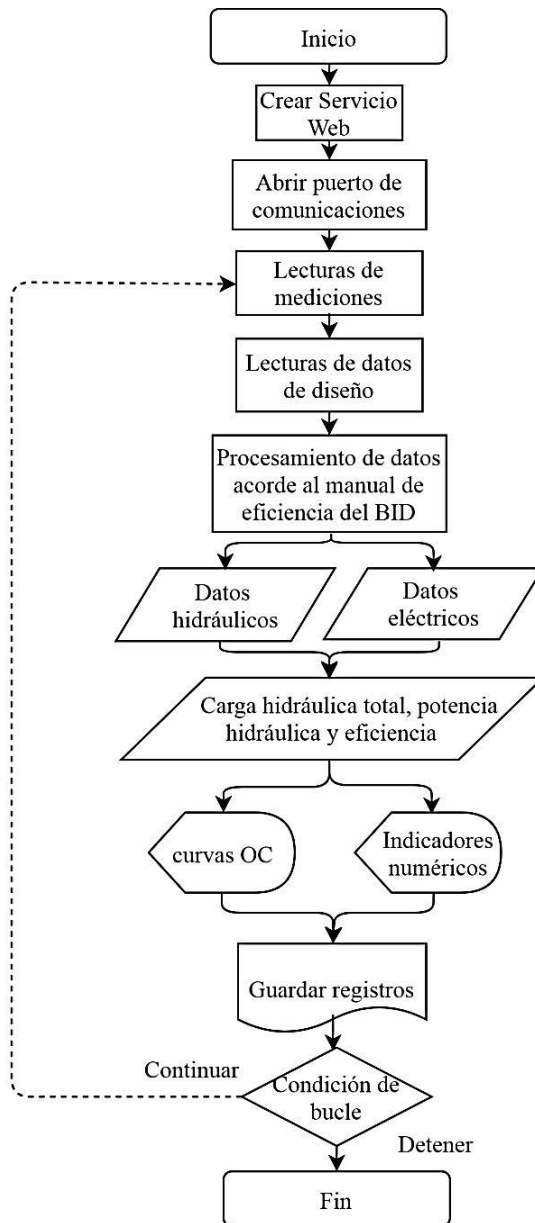 Inicio
Crear Servicio
Web
Abrir puerto de
comunicaciones
Lecturas de
mediciones
Lecturas de datos
de diseño
Procesamiento de datos
acorde al manual de
eficiencia del BID
Datos
hidráulicos
Datos
eléctricos
Carga hidráulica total, potencia
hidráulica y eficiencia
curvas OC
Indicadores
numéricos
Guardar registros
Continuar
Condición de
bucle
Detener
Fin